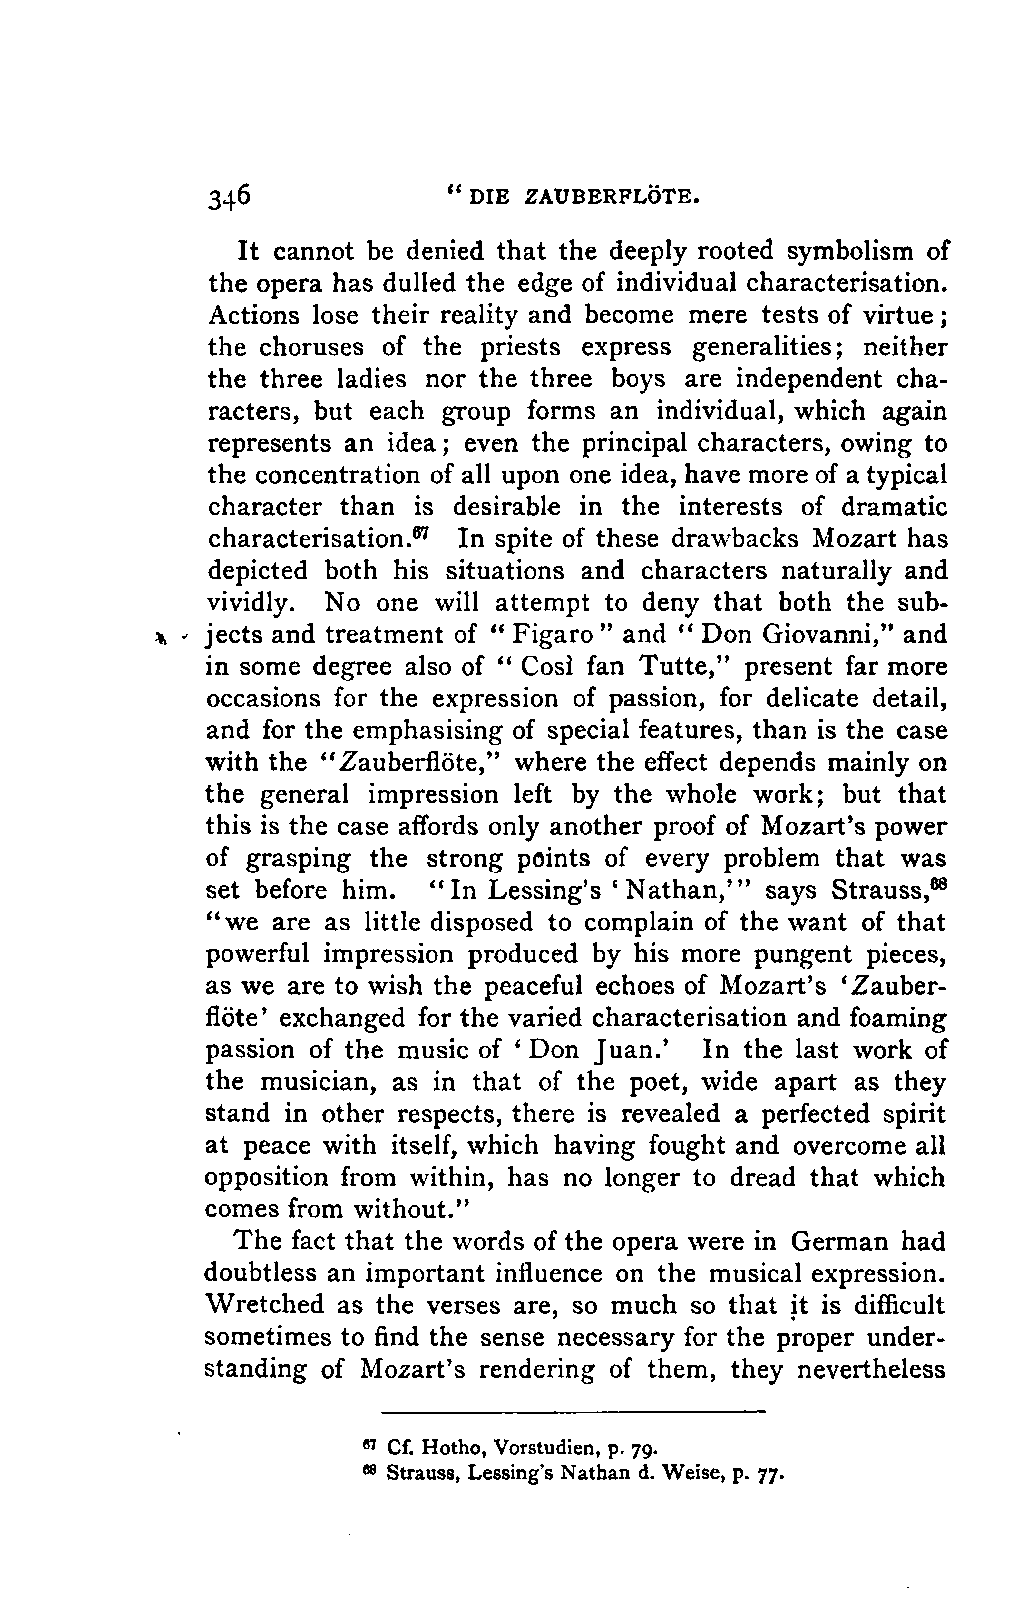 346 “ DIE ZAUBERFLÖTE.
It cannot be denied that the deeply rooted symbolism of
the opera has dulled the edge of individual characterisation.
Actions lose their reality and become mere tests of virtue;
the choruses of the priests express generalities; neither
the three ladies nor the three boys are independent cha-
racters, but each group forms an individual, which again
represents an idea; even the principal characters, owing to
the concentration of all upon one idea, have more of a typical
character than is desirable in the interests of dramatic
characterisation.⁶⁷ In spite of these drawbacks Mozart has
depicted both his situations and characters naturally and
vividly. No one will attempt to deny that both the sub-
jects and treatment of “ Figaro ” and “ Don Giovanni,” and
in some degree also of “ Così fan Tutte,” present far more
occasions for the expression of passion, for delicate detail,
and for the emphasising of special features, than is the case
with the “Zauberflöte,” where the effect depends mainly on
the general impression left by the whole work; but that
this is the case affords only another proof of Mozart’s power
of grasping the strong points of every problem that was
set before him. “In Lessing’s ‘ Nathan,’” says Strauss,⁶⁸
“we are as little disposed to complain of the want of that
powerful impression produced by his more pungent pieces,
as we are to wish the peaceful echoes of Mozart’s ‘Zauber-
flöte’ exchanged for the varied characterisation and foaming
passion of the music of ‘ Don Juan.’ In the last work of
the musician, as in that of the poet, wide apart as they
stand in other respects, there is revealed a perfected spirit
at peace with itself, which having fought and overcome all
opposition from within, has no longer to dread that which
comes from without.”
The fact that the words of the opera were in German had
doubtless an important influence on the musical expression.
Wretched as the verses are, so much so that it is difficult
sometimes to find the sense necessary for the proper under-
standing of Mozart’s rendering of them, they nevertheless
⁶⁷ Cf. Hotho, Vorstudien, p. 79.
⁶⁸ Strauss, Lessing’s Nathan d. Weise, p. 77.